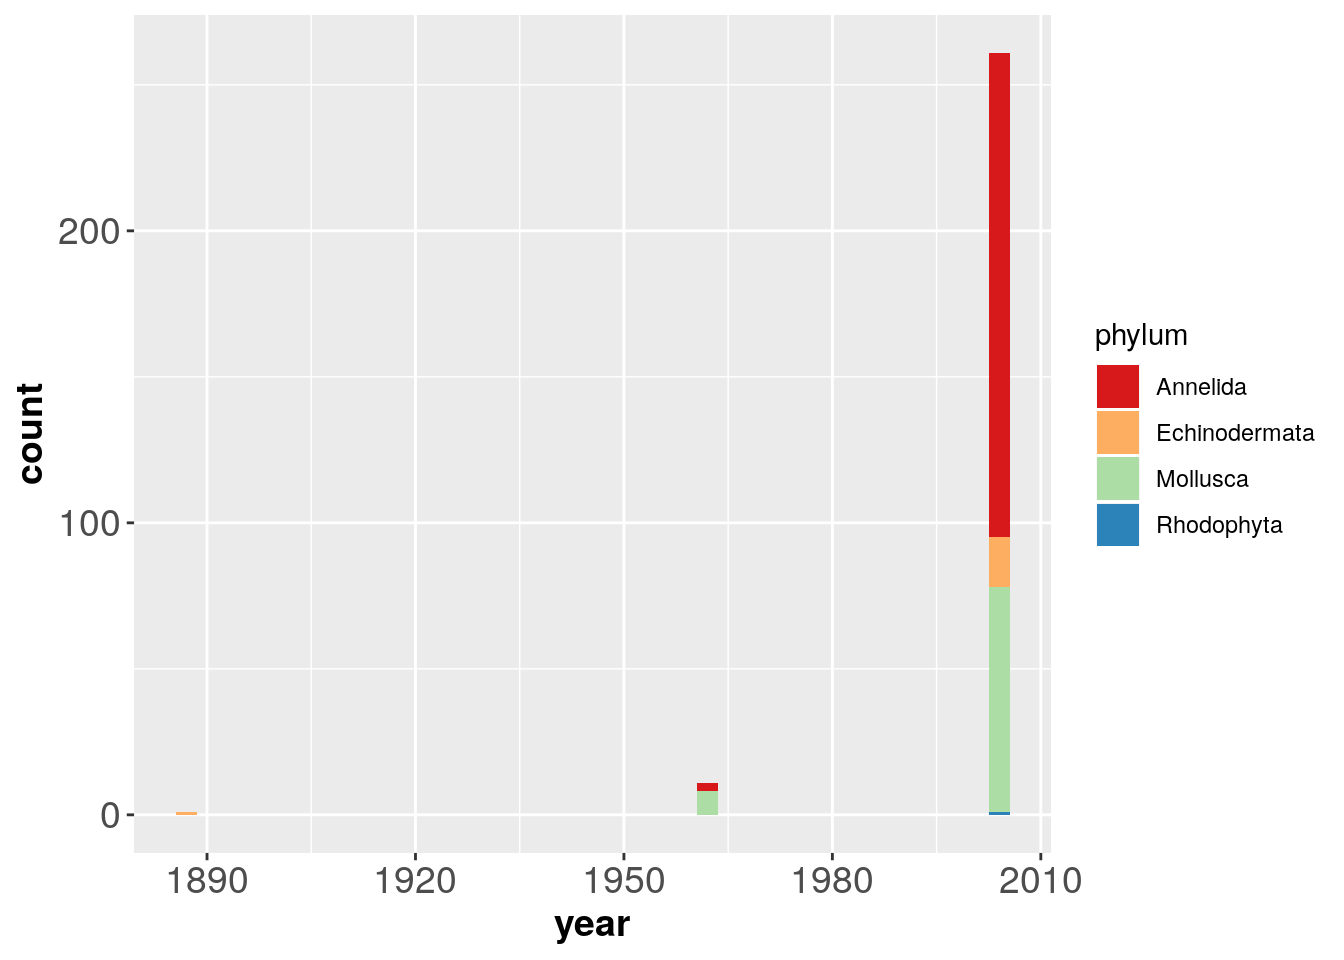 count
200
100
0
1890 1920 1950 1980 2010
year
phylum
Annelida
Echinodermata
Mollusca
Rhodophyta